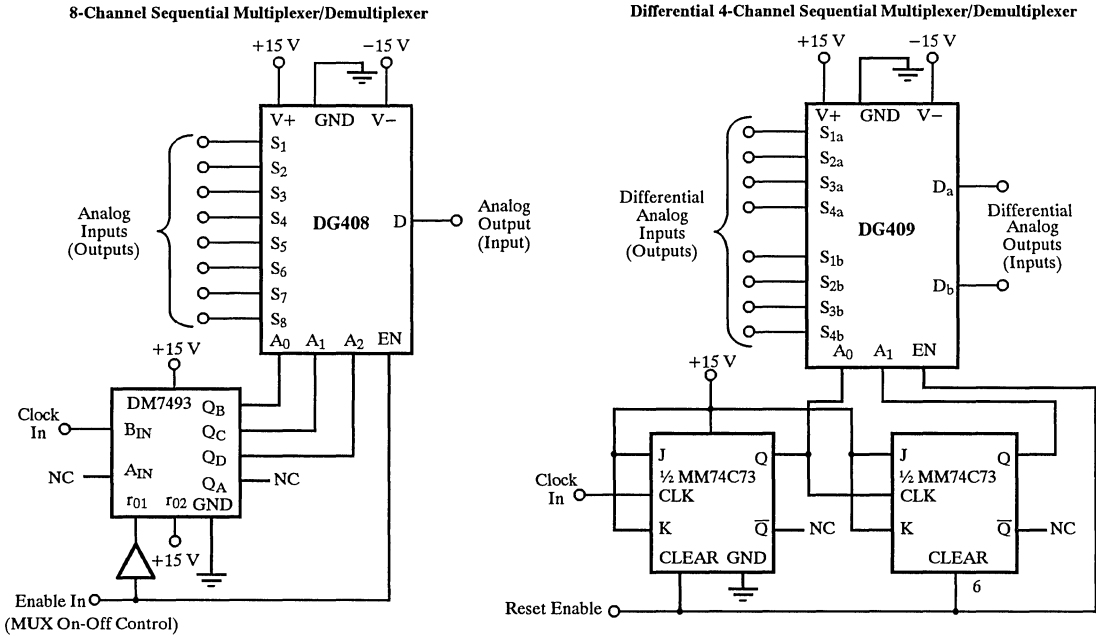 8-Channel Sequential Multiplexer/Demultiplexer
+15 V
−15 V
V+ GND V−
S1
S2
S3
S4
S5
S6
S7
S8
DG408
D
Analog
Inputs
(Outputs)
Analog
Output
(Input)
A0 A1 A2 EN
+15 V
DM7493
QB
QC
QD
QA
BIN
AIN
r01 r02 GND
Clock
In
NC
NC
+15 V
Enable In
(MUX On-Off Control)
Differential 4-Channel Sequential Multiplexer/Demultiplexer
+15 V
−15 V
V+ GND V−
S1a
S2a
S3a
S4a
S1b
S2b
S3b
S4b
DG409
Da
Db
Differential
Analog
Inputs
(Outputs)
Differential
Analog
Outputs
(Inputs)
A0 A1 EN
+15 V
J Q
½ MM74C73
CLK
K Q̅
CLEAR GND
Clock
In
NC
J Q
½ MM74C73
CLK
K Q̅
CLEAR
NC
6
Reset Enable